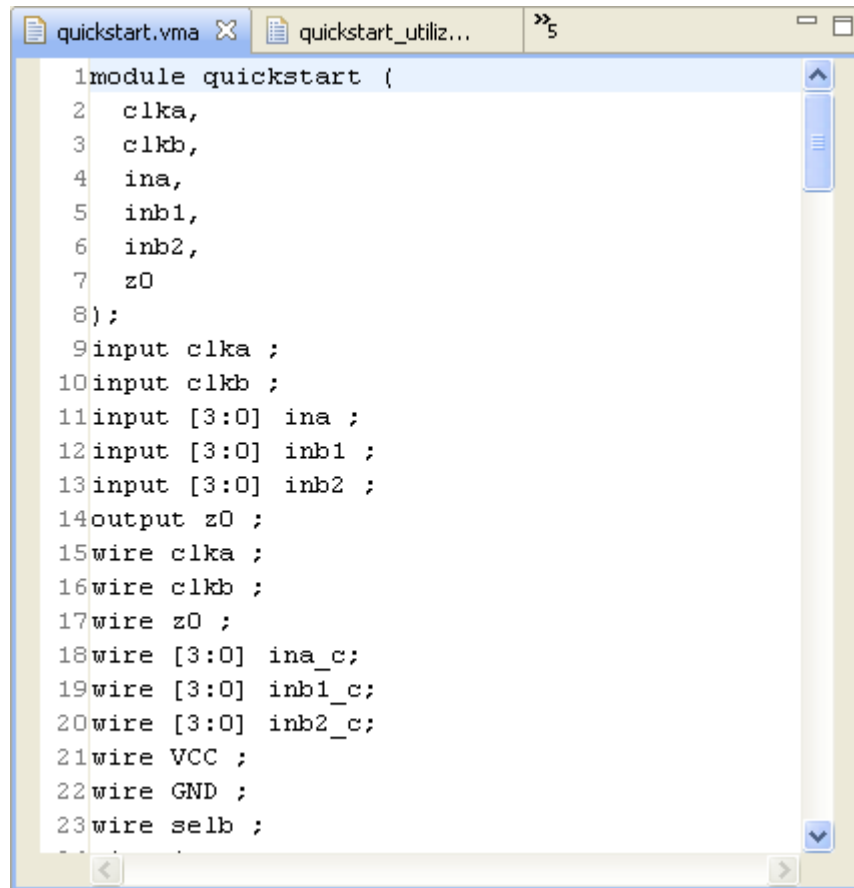 quickstart.vma quickstart_utiliz... »5
1module quickstart (
2 clka,
3 clkb,
4 ina,
5 inb1,
6 inb2,
7 z0
8);
9input clka ;
10input clkb ;
11input [3:0] ina ;
12input [3:0] inb1 ;
13input [3:0] inb2 ;
14output z0 ;
15wire clka ;
16wire clkb ;
17wire z0 ;
18wire [3:0] ina_c;
19wire [3:0] inb1_c;
20wire [3:0] inb2_c;
21wire VCC ;
22wire GND ;
23wire selb ;